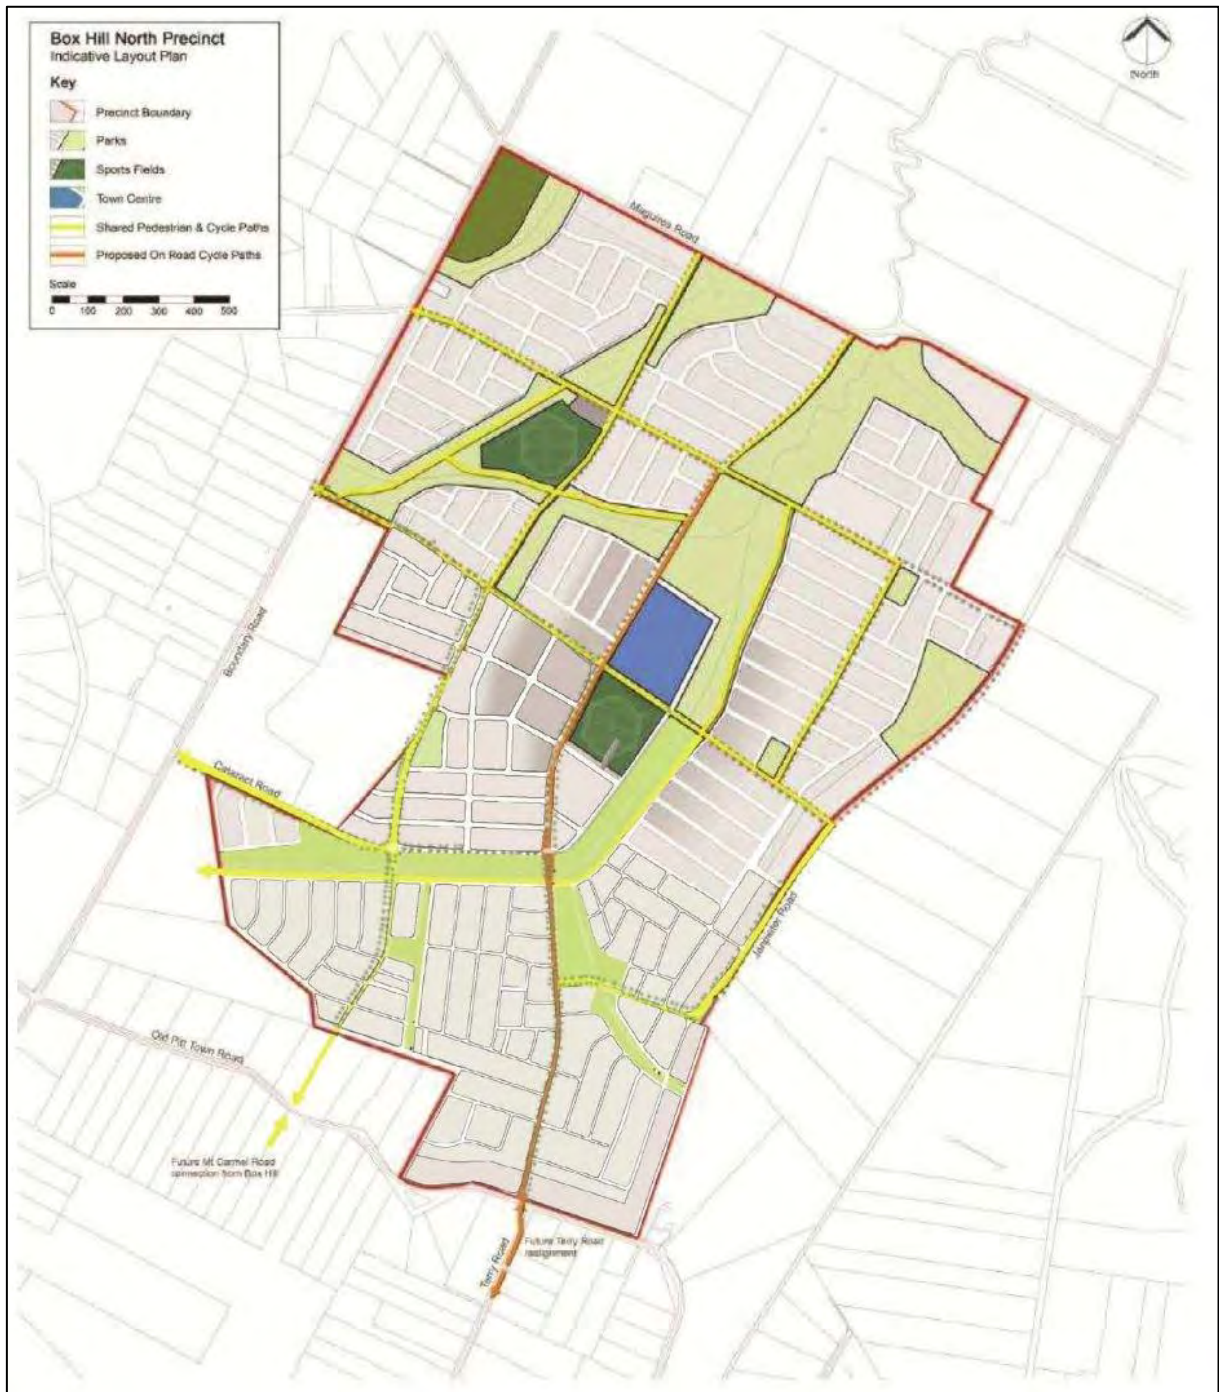 Box Hill North Precinct
Indicative Layout Plan
Key
Precinct Boundary
Parks
Sports Fields
Town Centre
Shared Pedestrian & Cycle Paths
Proposed On Road Cycle Paths
Scale
0 100 200 300 400 500
North
Maguires Road
Boundary Road
Cataract Road
Janpieter Road
Old Pitt Town Road
Future Mt Carmel Road
connection from Box Hill
Future Terry Road
realignment
Terry Road